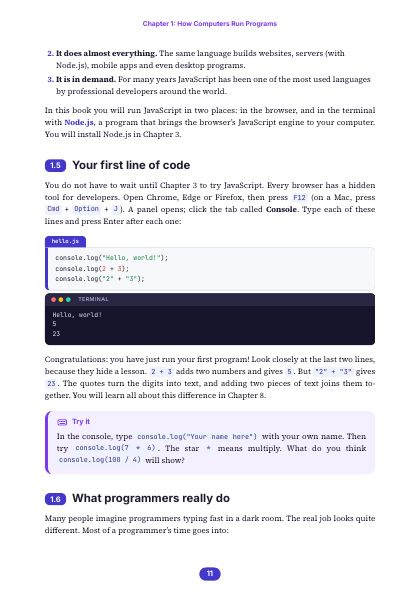 Chapter 1: How Computers Run Programs
2. It does almost everything. The same language builds websites, servers (with
Node.js), mobile apps and even desktop programs.
3. It is in demand. For many years JavaScript has been one of the most used languages
by professional developers around the world.
In this book you will run JavaScript in two places: in the browser, and in the terminal
with Node.js, a program that brings the browser's JavaScript engine to your computer.
You will install Node.js in Chapter 3.
1.5 Your first line of code
You do not have to wait until Chapter 3 to try JavaScript. Every browser has a hidden
tool for developers. Open Chrome, Edge or Firefox, then press F12 (on a Mac, press
Cmd + Option + J). A panel opens; click the tab called Console. Type each of these
lines and press Enter after each one:
hello.js
console.log("Hello, world!");
console.log(2 + 3);
console.log("2" + "3");
TERMINAL
Hello, world!
5
23
Congratulations: you have just run your first program! Look closely at the last two lines,
because they hide a lesson. 2 + 3 adds two numbers and gives 5. But "2" + "3" gives
23. The quotes turn the digits into text, and adding two pieces of text joins them to-
gether. You will learn all about this difference in Chapter 8.
Try it
In the console, type console.log("Your name here") with your own name. Then
try console.log(7 * 6). The star * means multiply. What do you think
console.log(100 / 4) will show?
1.6 What programmers really do
Many people imagine programmers typing fast in a dark room. The real job looks quite
different. Most of a programmer's time goes into:
11